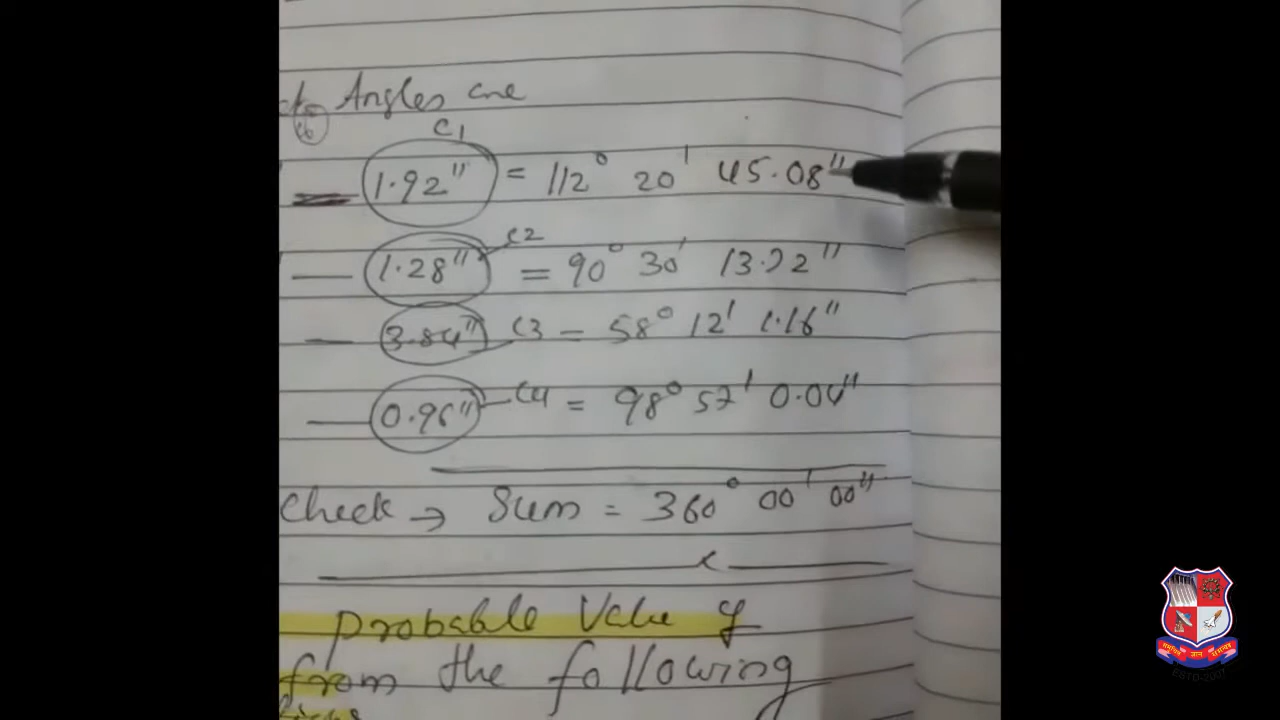 Angles are
C1
1.92" = 112° 20' 45.08"
— 1.28" C2 = 90° 30' 13.72"
— 3.84" C3 = 58° 12' 1.16"
— 0.96" C4 = 98° 57' 0.04"
Check → Sum = 360° 00' 00"
x
probable Value of
from the following
ESTD-2007